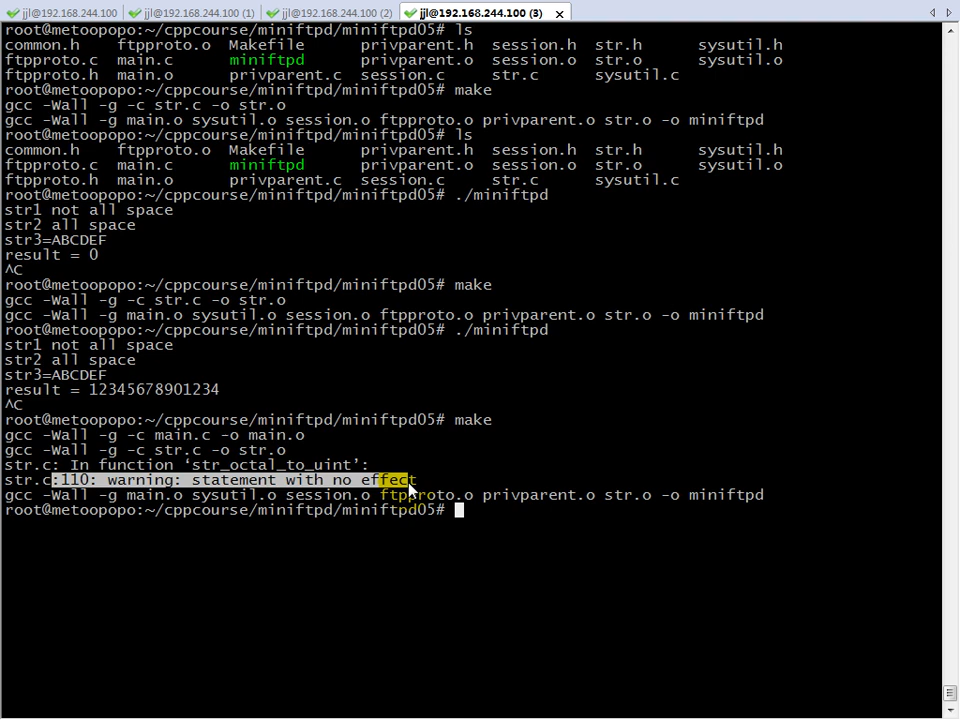 jjl@192.168.244.100 jjl@192.168.244.100 (1) jjl@192.168.244.100 (2) jjl@192.168.244.100 (3)
root@metoopopo:~/cppcourse/miniftpd/miniftpd05# ls
common.h ftpproto.o Makefile privparent.h session.h str.h sysutil.h
ftpproto.c main.c miniftpd privparent.o session.o str.o sysutil.o
ftpproto.h main.o privparent.c session.c str.c sysutil.c
root@metoopopo:~/cppcourse/miniftpd/miniftpd05# make
gcc -Wall -g -c str.c -o str.o
gcc -Wall -g main.o sysutil.o session.o ftpproto.o privparent.o str.o -o miniftpd
root@metoopopo:~/cppcourse/miniftpd/miniftpd05# ls
common.h ftpproto.o Makefile privparent.h session.h str.h sysutil.h
ftpproto.c main.c miniftpd privparent.o session.o str.o sysutil.o
ftpproto.h main.o privparent.c session.c str.c sysutil.c
root@metoopopo:~/cppcourse/miniftpd/miniftpd05# ./miniftpd
str1 not all space
str2 all space
str3=ABCDEF
result = 0
^C
root@metoopopo:~/cppcourse/miniftpd/miniftpd05# make
gcc -Wall -g -c str.c -o str.o
gcc -Wall -g main.o sysutil.o session.o ftpproto.o privparent.o str.o -o miniftpd
root@metoopopo:~/cppcourse/miniftpd/miniftpd05# ./miniftpd
str1 not all space
str2 all space
str3=ABCDEF
result = 12345678901234
^C
root@metoopopo:~/cppcourse/miniftpd/miniftpd05# make
gcc -Wall -g -c main.c -o main.o
gcc -Wall -g -c str.c -o str.o
str.c: In function ‘str_octal_to_uint’:
str.c:110: warning: statement with no effect
gcc -Wall -g main.o sysutil.o session.o ftpproto.o privparent.o str.o -o miniftpd
root@metoopopo:~/cppcourse/miniftpd/miniftpd05#